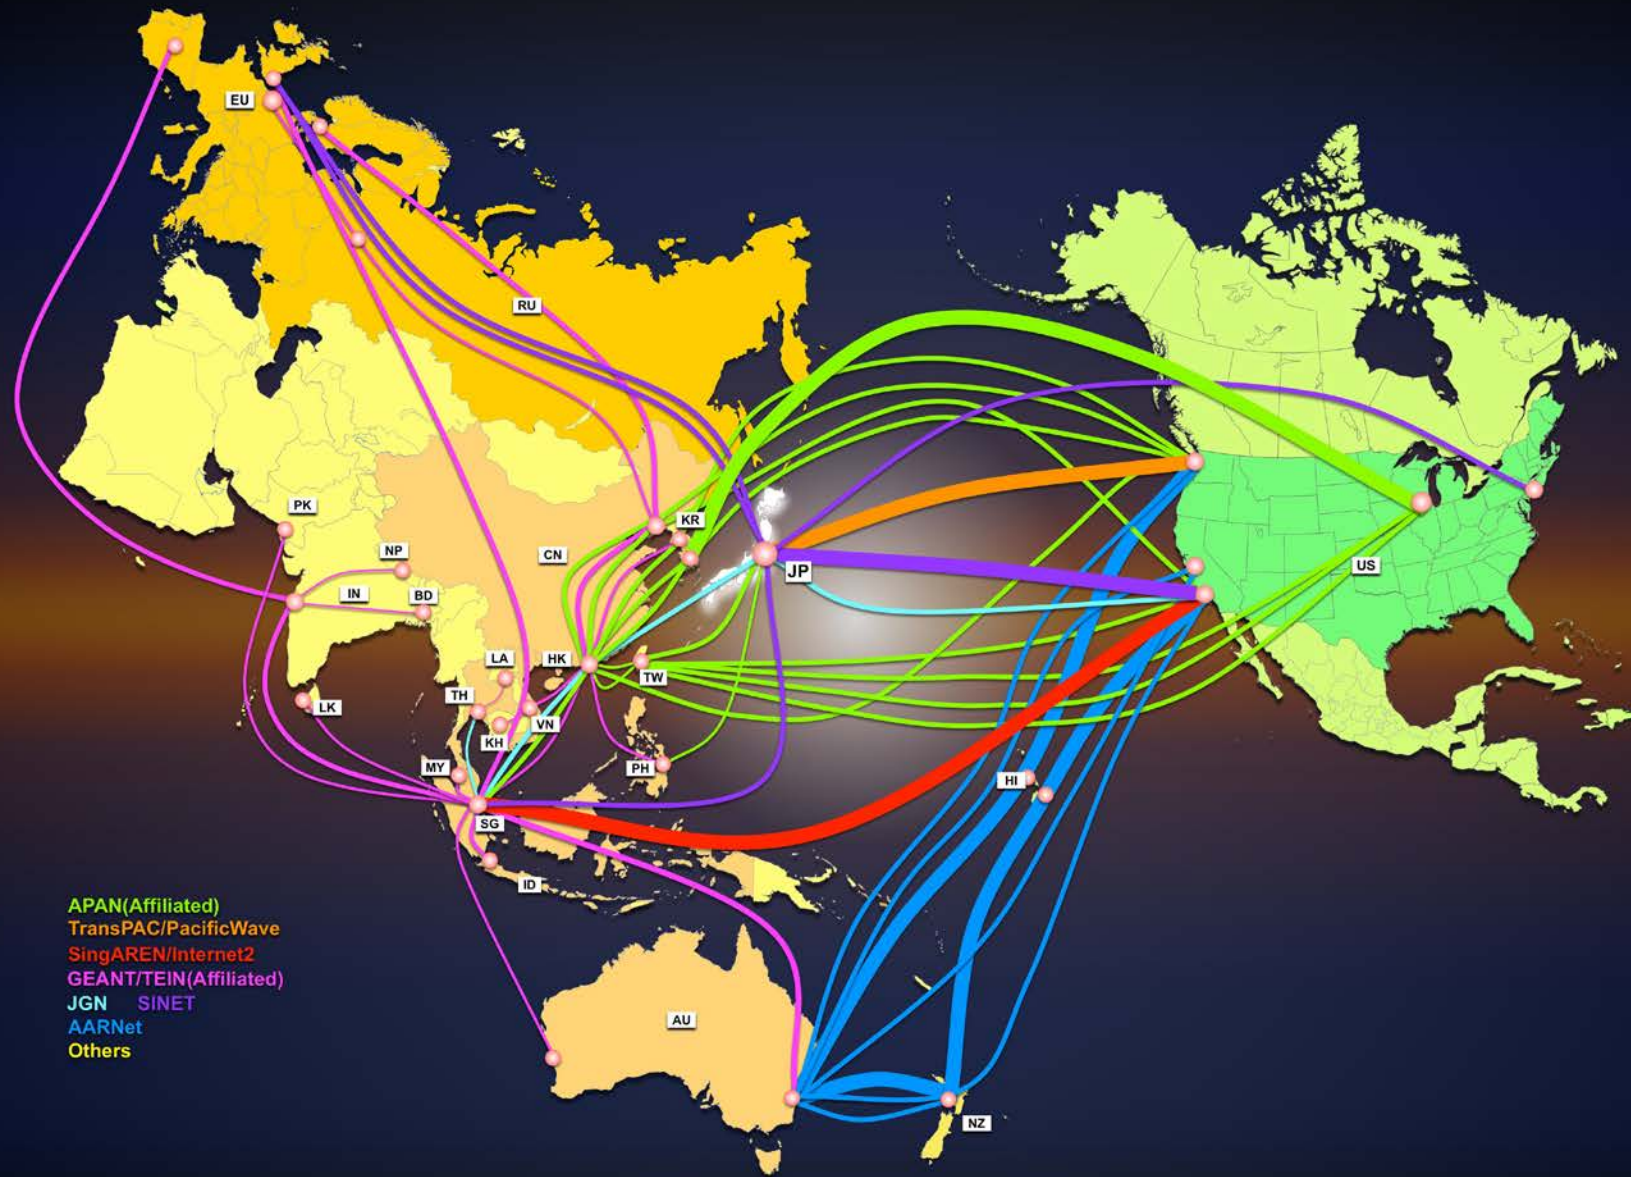 EU
RU
PK
KR
NP
CN
JP
US
IN
BD
LA
HK
TW
TH
LK
VN
KH
MY
PH
HI
SG
ID
APAN(Affiliated)
TransPAC/PacificWave
SingAREN/Internet2
GEANT/TEIN(Affiliated)
JGN SINET
AARNet
Others
AU
NZ